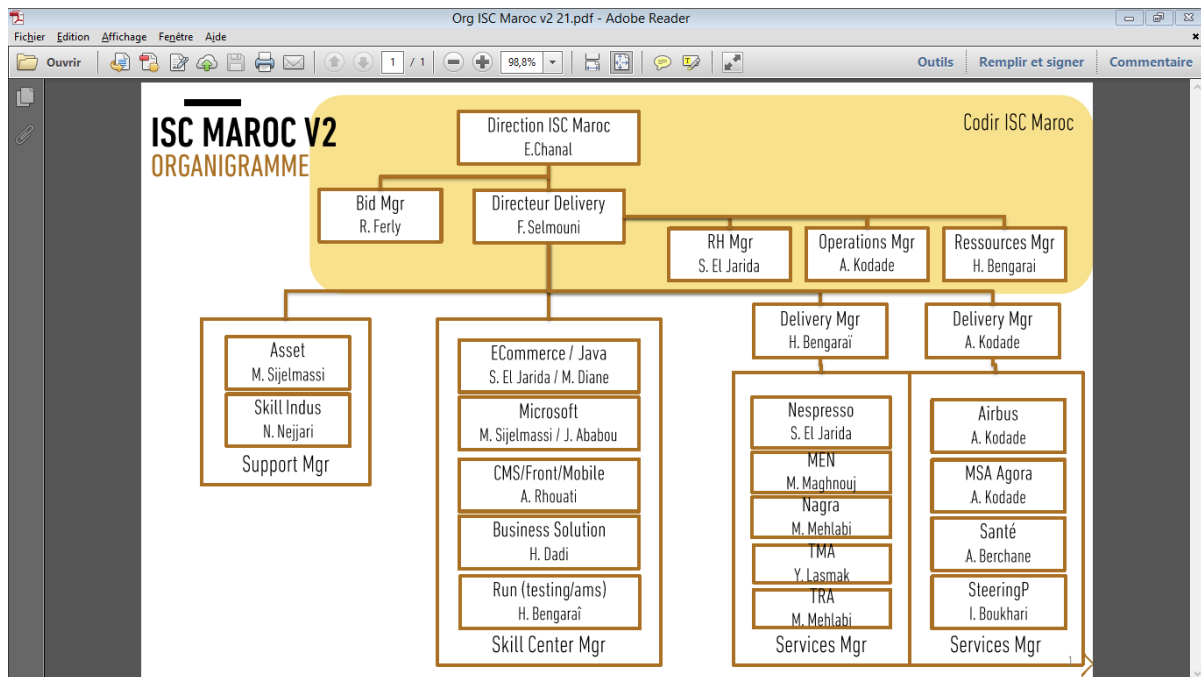 Org ISC Maroc v2 21.pdf - Adobe Reader
Fichier Edition Affichage Fenêtre Aide
Ouvrir 1 / 1 98,8% Outils Remplir et signer Commentaire
ISC MAROC V2
ORGANIGRAMME
Codir ISC Maroc
Direction ISC Maroc
E.Chanal
Bid Mgr
R. Ferly
Directeur Delivery
F. Selmouni
RH Mgr
S. El Jarida
Operations Mgr
A. Kodade
Ressources Mgr
H. Bengarai
Asset
M. Sijelmassi
Skill Indus
N. Nejjari
Support Mgr
ECommerce / Java
S. El Jarida / M. Diane
Microsoft
M. Sijelmassi / J. Ababou
CMS/Front/Mobile
A. Rhouati
Business Solution
H. Dadi
Run (testing/ams)
H. Bengaraî
Skill Center Mgr
Delivery Mgr
H. Bengaraï
Nespresso
S. El Jarida
MEN
M. Maghnouj
Nagra
M. Mehlabi
TMA
Y. Lasmak
TRA
M. Mehlabi
Services Mgr
Delivery Mgr
A. Kodade
Airbus
A. Kodade
MSA Agora
A. Kodade
Santé
A. Berchane
SteeringP
I. Boukhari
Services Mgr
1